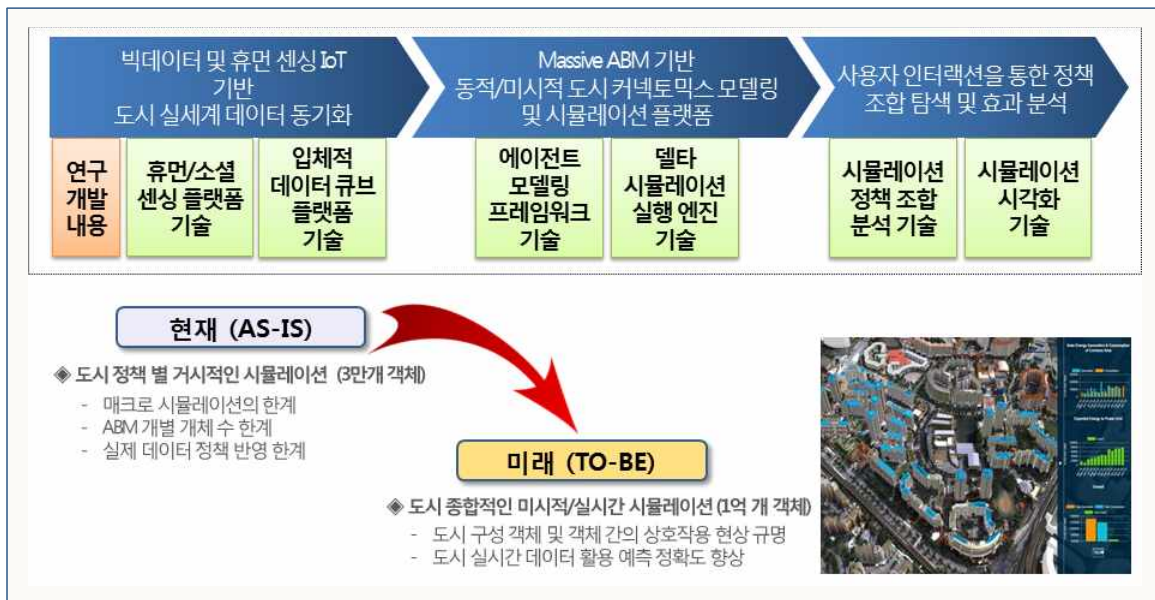 빅데이터 및 휴먼 센싱 IoT
기반
도시 실세계 데이터 동기화
Massive ABM 기반
동적/미시적 도시 커넥토믹스 모델링
및 시뮬레이션 플랫폼
사용자 인터랙션을 통한 정책
조합 탐색 및 효과 분석
연구
개발
내용
휴먼/소셜
센싱 플랫폼
기술
입체적
데이터 큐브
플랫폼
기술
에이전트
모델링
프레임워크
기술
델타
시뮬레이션
실행 엔진
기술
시뮬레이션
정책 조합
분석 기술
시뮬레이션
시각화
기술
현재 (AS-IS)
◈ 도시 정책 별 거시적인 시뮬레이션 (3만개 객체)
- 매크로 시뮬레이션의 한계
- ABM 개별 개체 수 한계
- 실제 데이터 정책 반영 한계
미래 (TO-BE)
◈ 도시 종합적인 미시적/실시간 시뮬레이션 (1억 개 객체)
- 도시 구성 객체 및 객체 간의 상호작용 현상 규명
- 도시 실시간 데이터 활용 예측 정확도 향상